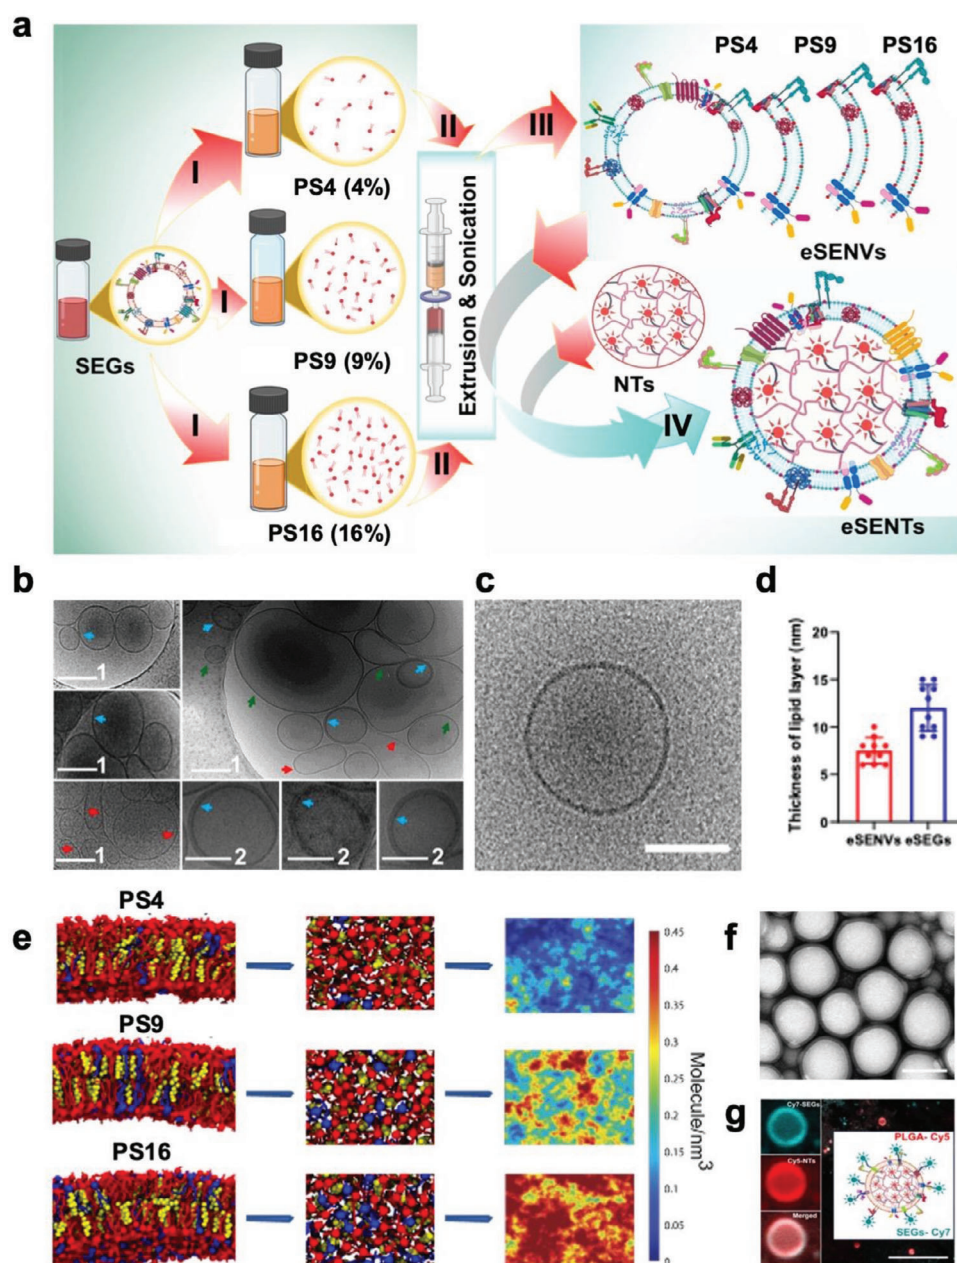 a
PS4 PS9 PS16
I
II
III
PS4 (4%)
SEGs
I
PS9 (9%)
Extrusion & Sonication
eSENVs
NTs
I
II
IV
PS16 (16%)
eSENTs
b
c
d
1
1
1
1
2
2
2
Thickness of lipid layer (nm)
20
15
10
5
0
eSENVs eSEGs
e
PS4
PS9
PS16
0.45
0.4
0.35
0.3
0.25
0.2
0.15
0.1
0.05
0
Molecule/nm3
f
g
Cy7-SEGs
Cy5-NTs
Merged
PLGA- Cy5
SEGs- Cy7